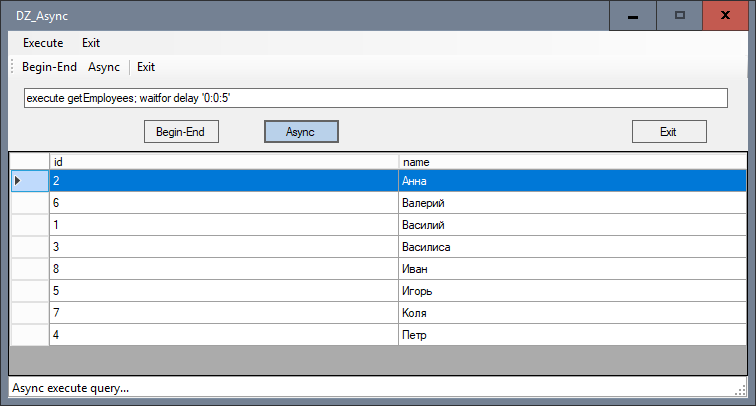 DZ_Async
Execute Exit
Begin-End Async Exit
execute getEmployees; waitfor delay '0:0:5'
Begin-End Async Exit
id name
2 Анна
6 Валерий
1 Василий
3 Василиса
8 Иван
5 Игорь
7 Коля
4 Петр
Async execute query...